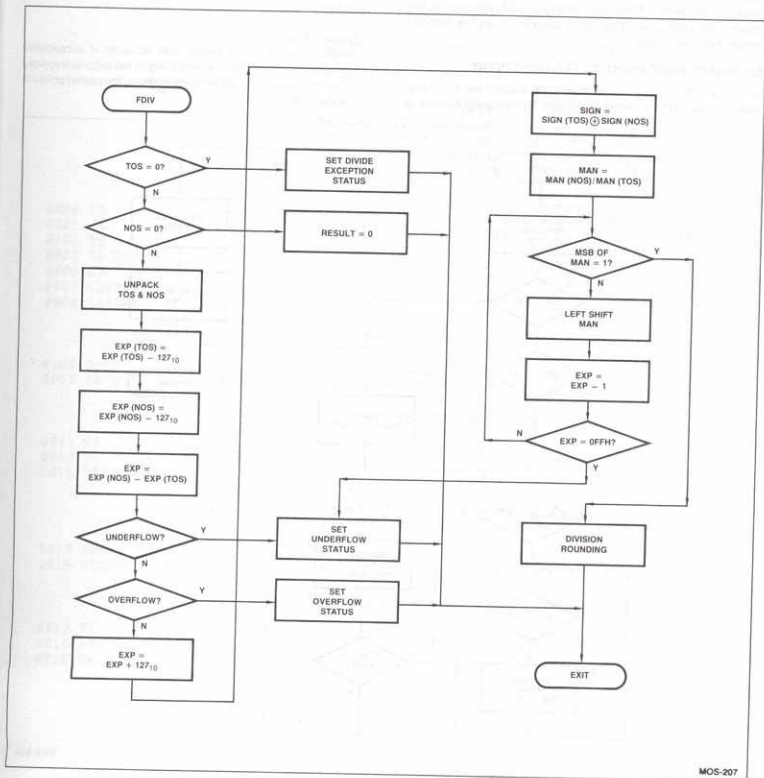 FDIV
TOS = 0?
Y
N
SET DIVIDE
EXCEPTION
STATUS
NOS = 0?
Y
N
RESULT = 0
UNPACK
TOS & NOS
EXP (TOS) =
EXP (TOS) − 127₁₀
EXP (NOS) =
EXP (NOS) − 127₁₀
EXP =
EXP (NOS) − EXP (TOS)
UNDERFLOW?
Y
N
SET
UNDERFLOW
STATUS
OVERFLOW?
Y
N
SET
OVERFLOW
STATUS
EXP =
EXP + 127₁₀
SIGN =
SIGN (TOS) ⊕ SIGN (NOS)
MAN =
MAN (NOS)/MAN (TOS)
MSB OF
MAN = 1?
Y
N
LEFT SHIFT
MAN
EXP =
EXP − 1
EXP = 0FFH?
N
Y
DIVISION
ROUNDING
EXIT
MOS-207